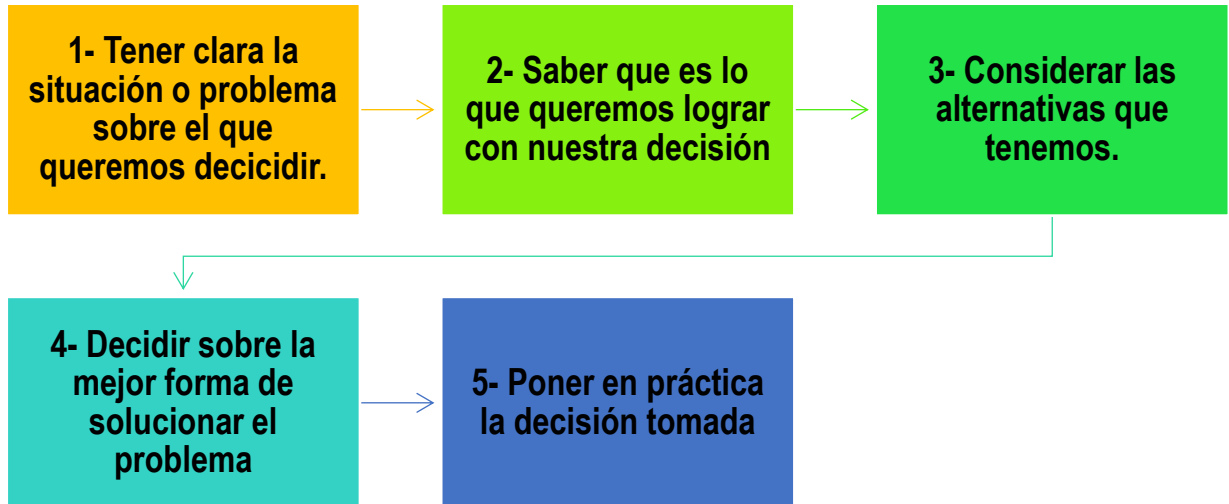 1- Tener clara la
situación o problema
sobre el que
queremos decicidir.
2- Saber que es lo
que queremos lograr
con nuestra decisión
3- Considerar las
alternativas que
tenemos.
4- Decidir sobre la
mejor forma de
solucionar el
problema
5- Poner en práctica
la decisión tomada